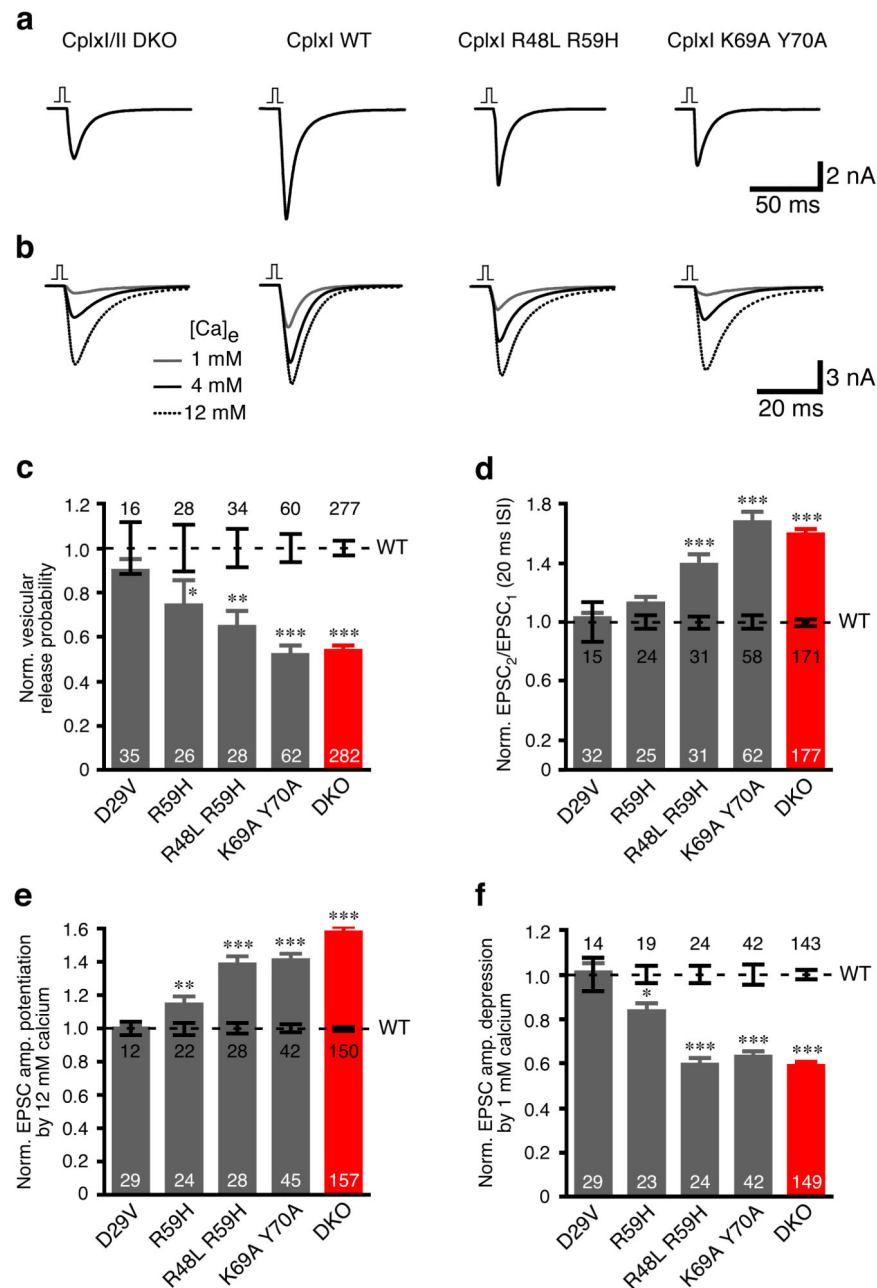 a
CplxI/II DKO CplxI WT CplxI R48L R59H CplxI K69A Y70A
2 nA
50 ms
b
[Ca]e
1 mM
4 mM
12 mM
3 nA
20 ms
c
Norm. vesicular
release probability
1.2
1.0
0.8
0.6
0.4
0.2
0
16 28 34 60 277
WT
* ** *** ***
35 26 28 62 282
D29V R59H R48L R59H K69A Y70A DKO
d
Norm. EPSC2/EPSC1 (20 ms ISI)
1.8
1.4
1.0
0.6
0.2
0
*** *** ***
WT
15 24 31 58 171
32 25 31 62 177
D29V R59H R48L R59H K69A Y70A DKO
e
Norm. EPSC amp. potentiation
by 12 mM calcium
1.6
1.4
1.2
1.0
0.8
0.6
0.4
0.2
0
** *** *** ***
WT
12 22 28 42 150
29 24 28 45 157
D29V R59H R48L R59H K69A Y70A DKO
f
Norm. EPSC amp. depression
by 1 mM calcium
1.2
1.0
0.8
0.6
0.4
0.2
0
14 19 24 42 143
WT
* *** *** ***
29 23 24 42 149
D29V R59H R48L R59H K69A Y70A DKO